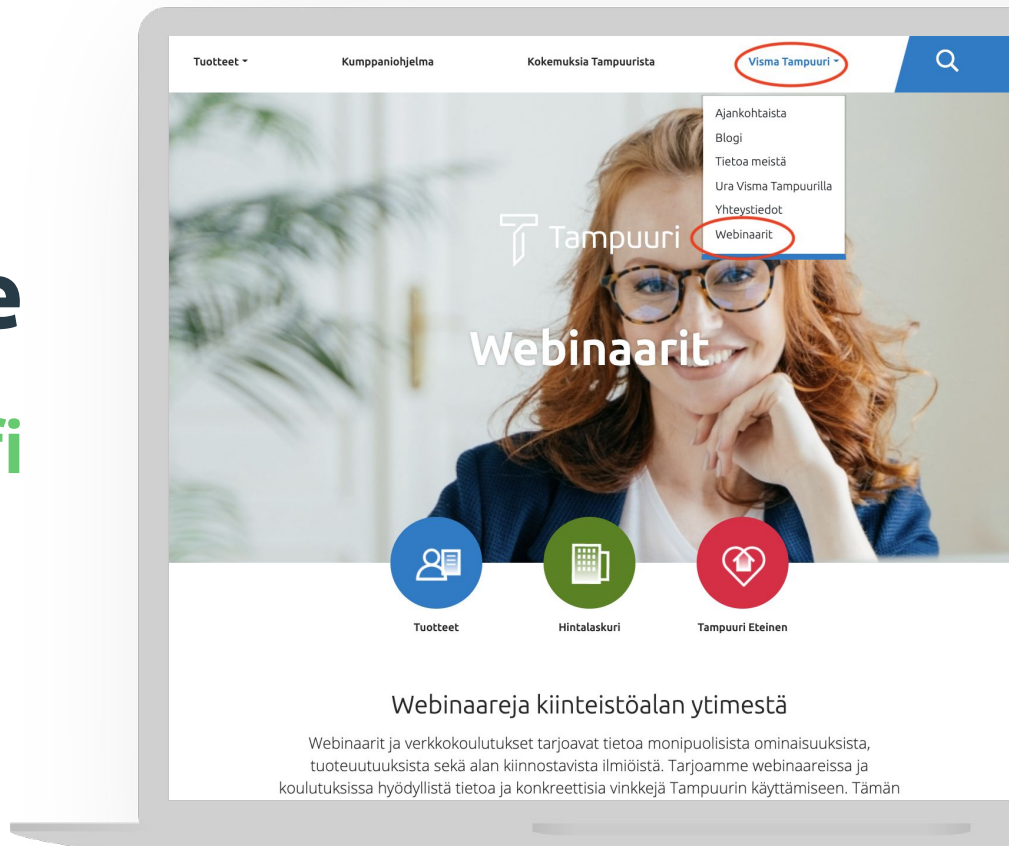 Tuotteet
Kumppaniohjelma
Kokemuksia Tampuurista
Visma Tampuuri
Ajankohtaista
Blogi
Tietoa meistä
Ura Visma Tampuurilla
Yhteystiedot
Webinaarit
Tampuuri
Webinaarit
e
fi
Tuotteet
Hintalaskuri
Tampuuri Eteinen
Webinaareja kiinteistöalan ytimestä
Webinaarit ja verkkokoulutukset tarjoavat tietoa monipuolisista ominaisuuksista,
tuoteuutuuksista sekä alan kiinnostavista ilmiöistä. Tarjoamme webinaareissa ja
koulutuksissa hyödyllistä tietoa ja konkreettisia vinkkejä Tampuurin käyttämiseen. Tämän